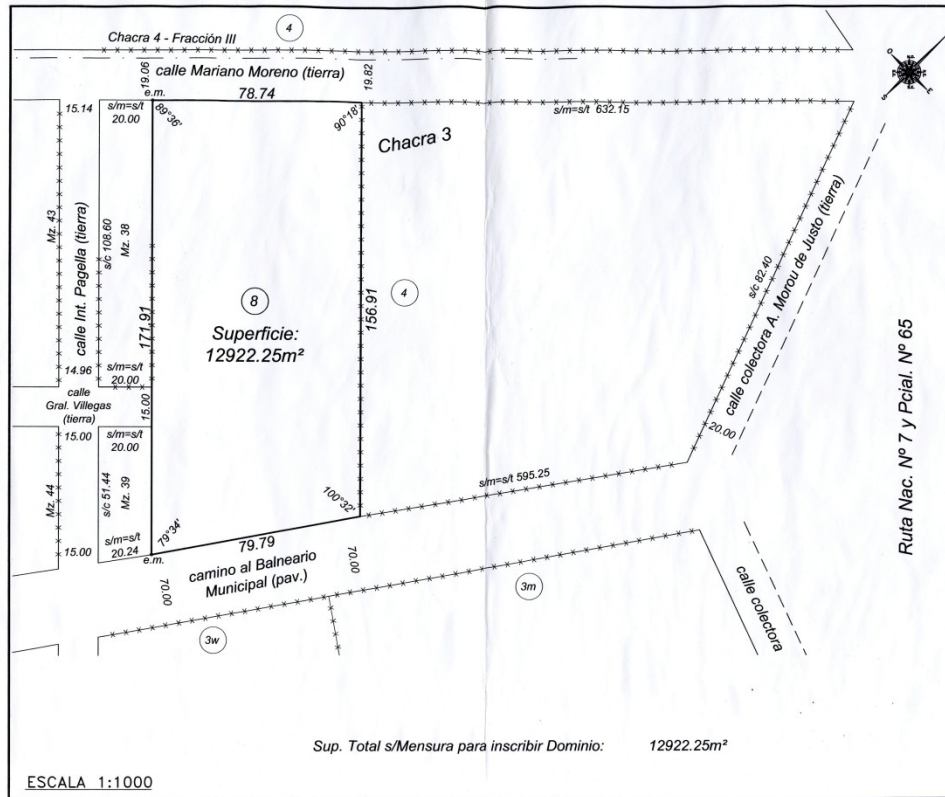 Chacra 4 - Fracción III
4
calle Mariano Moreno (tierra)
19.06
19.82
78.74
e.m.
15.14
s/m=s/t
20.00
89°36'
90°18'
s/m=s/t 632.15
Chacra 3
O
E
S
Mz. 43
calle Int. Pagella (tierra)
s/c 108.60
Mz. 38
171.91
8
Superficie:
12922.25m²
156.91
4
s/c 82.40
calle colectora A. Morou de Justo (tierra)
20.00
Ruta Nac. Nº 7 y Pcial. Nº 65
14.96
s/m=s/t
20.00
calle
Gral. Villegas
(tierra)
15.00
15.00
s/m=s/t
20.00
Mz. 44
s/c 51.44
Mz. 39
100°32'
s/m=s/t 595.25
79°34'
15.00
s/m=s/t
20.24
e.m.
79.79
camino al Balneario
Municipal (pav.)
70.00
70.00
3m
3w
calle colectora
Sup. Total s/Mensura para inscribir Dominio: 12922.25m²
ESCALA 1:1000